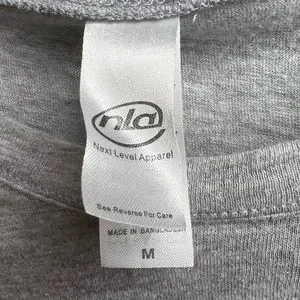 nla
Next Level Apparel
See Reverse For Care
MADE IN BANGLADESH
M